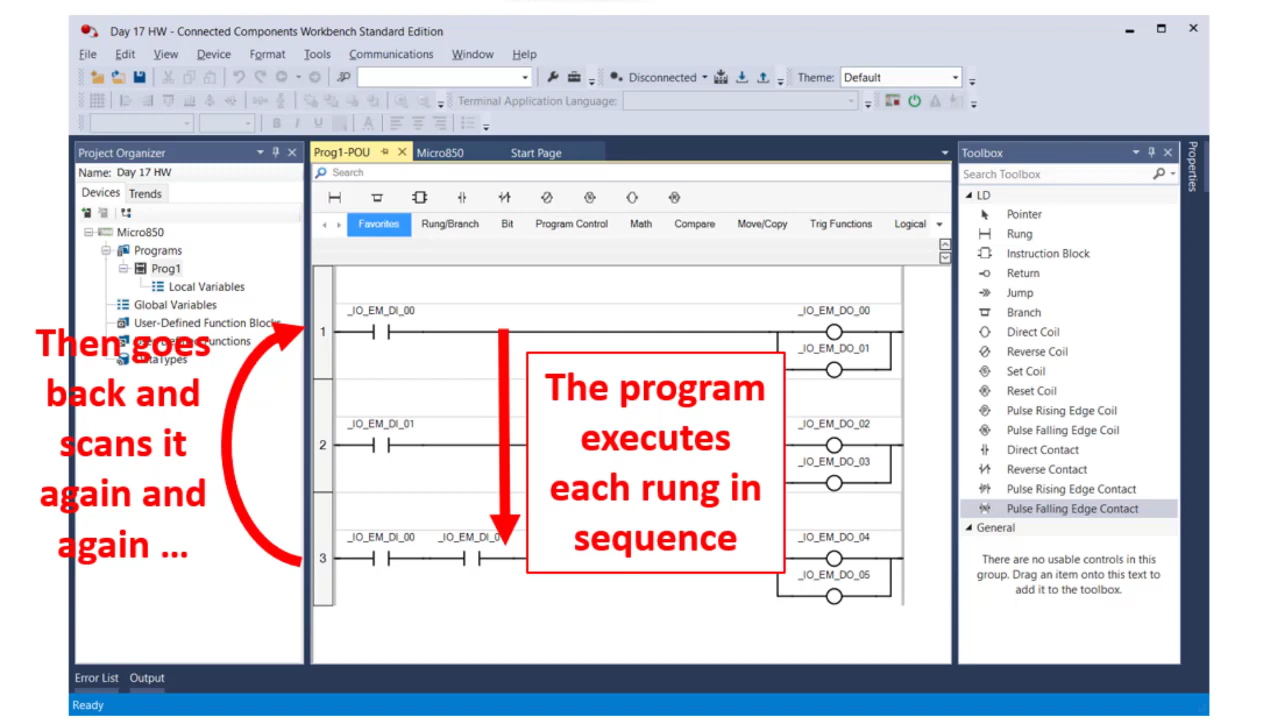 Day 17 HW - Connected Components Workbench Standard Edition
File Edit View Device Format Tools Communications Window Help
Disconnected Theme: Default
Terminal Application Language:
B I U A
Project Organizer
Name: Day 17 HW
Devices Trends
Micro850
Programs
Prog1
Local Variables
Global Variables
User-Defined Function Blocks
Functions
DataTypes
Then goes
back and
scans it
again and
again ...
Prog1-POU Micro850 Start Page
Search
Favorites Rung/Branch Bit Program Control Math Compare Move/Copy Trig Functions Logical
1
_IO_EM_DI_00 _IO_EM_DO_00
_IO_EM_DO_01
2
_IO_EM_DI_01 _IO_EM_DO_02
_IO_EM_DO_03
3
_IO_EM_DI_00 _IO_EM_DI_0 _IO_EM_DO_04
_IO_EM_DO_05
The program
executes
each rung in
sequence
Toolbox
Search Toolbox
LD
Pointer
Rung
Instruction Block
Return
Jump
Branch
Direct Coil
Reverse Coil
Set Coil
Reset Coil
Pulse Rising Edge Coil
Pulse Falling Edge Coil
Direct Contact
Reverse Contact
Pulse Rising Edge Contact
Pulse Falling Edge Contact
General
There are no usable controls in this
group. Drag an item onto this text to
add it to the toolbox.
Properties
Error List Output
Ready